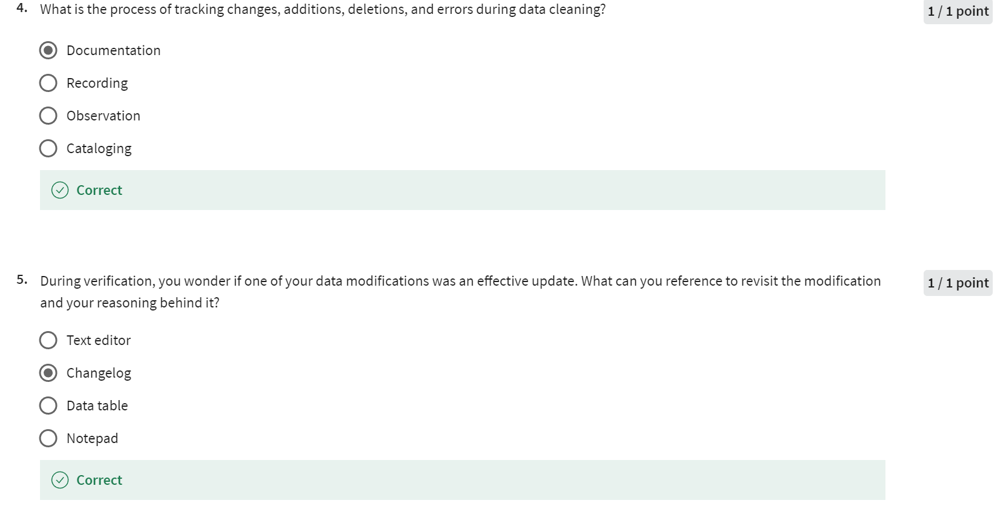 4. What is the process of tracking changes, additions, deletions, and errors during data cleaning?
1 / 1 point
Documentation
Recording
Observation
Cataloging
Correct
5. During verification, you wonder if one of your data modifications was an effective update. What can you reference to revisit the modification
1 / 1 point
and your reasoning behind it?
Text editor
Changelog
Data table
Notepad
Correct